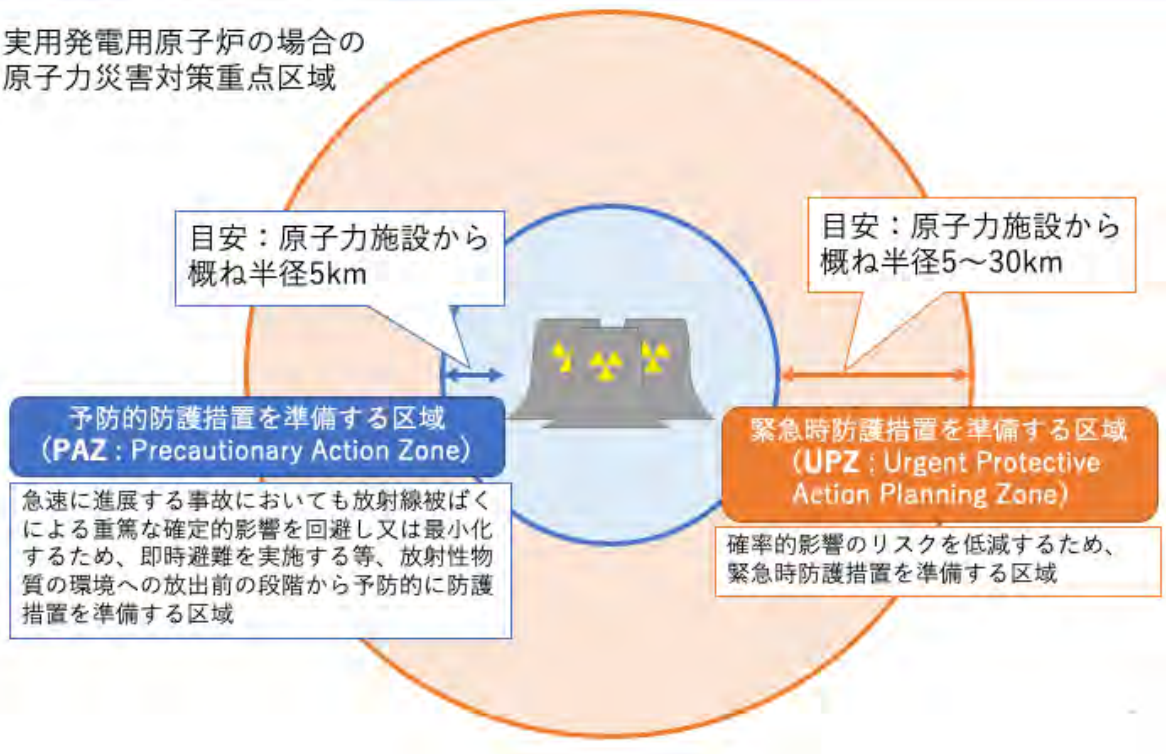 実用発電用原子炉の場合の
原子力災害対策重点区域
目安：原子力施設から
概ね半径5km
目安：原子力施設から
概ね半径5～30km
予防的防護措置を準備する区域
（PAZ：Precautionary Action Zone）
急速に進展する事故においても放射線被ばく
による重篤な確定的影響を回避し又は最小化
するため、即時避難を実施する等、放射性物
質の環境への放出前の段階から予防的に防護
措置を準備する区域
緊急時防護措置を準備する区域
（UPZ：Urgent Protective
Action Planning Zone）
確率的影響のリスクを低減するため、
緊急時防護措置を準備する区域